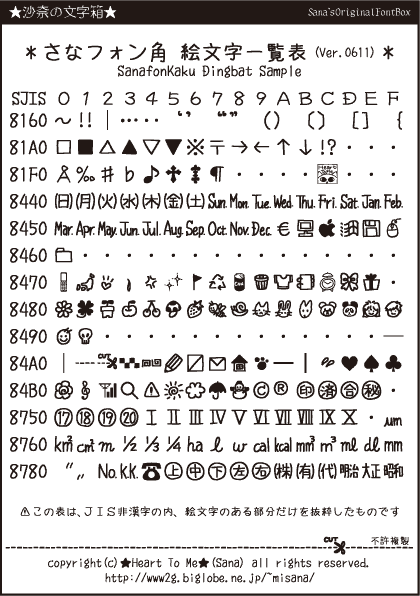 ★沙奈の文字箱★ Sana'sOriginalFontBox
＊さなフォン角 絵文字一覧表 (Ver.0611) ＊
SanafonKaku Dingbat Sample
SJIS 0 1 2 3 4 5 6 7 8 9 A B C D E F
8160 ～ !! | … ‥ ‘ ’ “ ” ( ) 〔 〕 [ ] {
81A0 □ ■ △ ▲ ▽ ▼ ※ 〒 → ← ↑ ↓ !? ・ ・ ・
81F0 Å ‰ ♯ ♭ ♪ † ‡ ¶ ・ ・ ・ ・ ・ ・ ・
8440 (日) (月) (火) (水) (木) (金) (土) Sun. Mon. Tue. Wed. Thu. Fri. Sat. Jan. Feb.
8450 Mar. Apr. May. Jun. Jul. Aug. Sep. Oct. Nov. Dec. €
8460 ・ ・ ・ ・ ・ ・ ・ ・ ・ ・ ・ ・ ・ ・ ・
8470 ・
8480
8490 ・ ・ ・ ・ ・ ・ ・ ・ ・ ・ ・ ・ ・ ―
84A0 │ CUT ― | ♥ ♠ ♣
84B0 © ® 印 済 合 秘 ・
8750 ⑰ ⑱ ⑲ ⑳ Ⅰ Ⅱ Ⅲ Ⅳ Ⅴ Ⅵ Ⅶ Ⅷ Ⅸ Ⅹ ・ μm
8760 km² cm² m 1/2 1/3 1/4 ha l w cal kcal mm³ m³ ml dl mm
8780 〝 〟 No. K.K. ☎ ㊤ ㊥ ㊦ ㊧ ㊨ (株) (有) (代) 明治 大正 昭和
⚠この表は、ＪＩＳ非漢字の内、絵文字のある部分だけを抜粋したものです
CUT 不許複製
copyright(c)★Heart To Me★(Sana) all rights reserved.
http://www2g.biglobe.ne.jp/~misana/